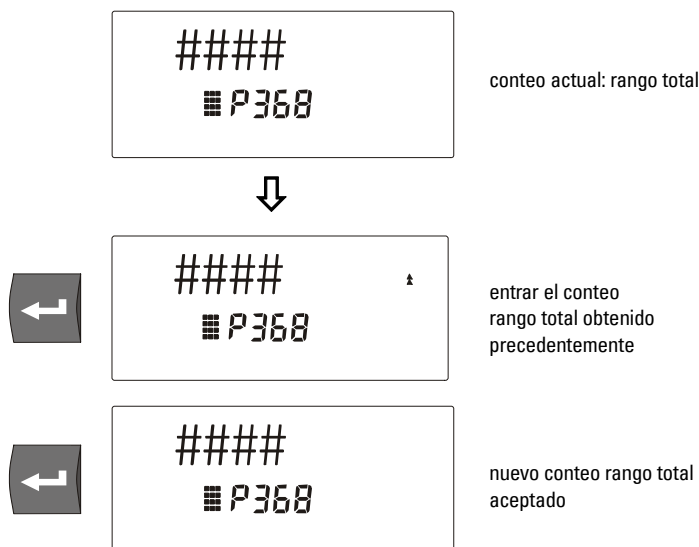 ####
P368
conteo actual: rango total
####
P368
entrar el conteo
rango total obtenido
precedentemente
####
P368
nuevo conteo rango total
aceptado